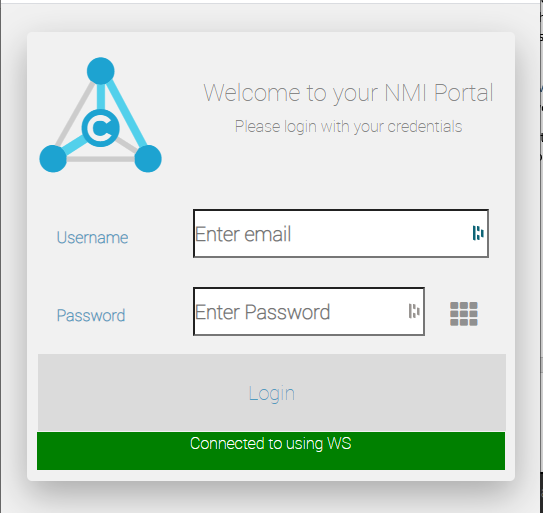 Welcome to your NMI Portal
Please login with your credentials
C
Username
Enter email
Password
Enter Password
Login
Connected to using WS